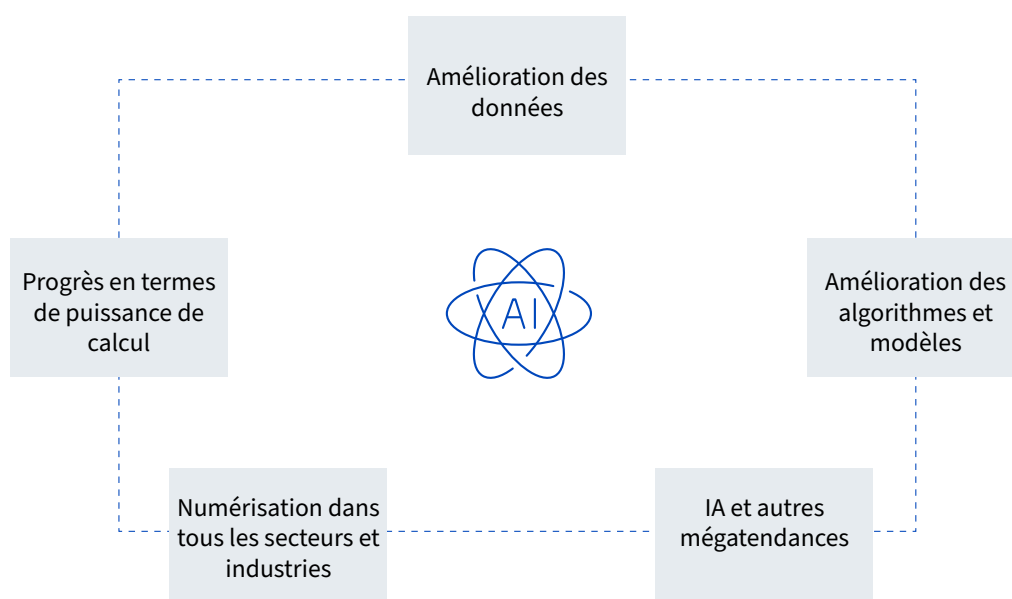 Amélioration des
données
Progrès en termes
de puissance de
calcul
AI
Amélioration des
algorithmes et
modèles
Numérisation dans
tous les secteurs et
industries
IA et autres
mégatendances